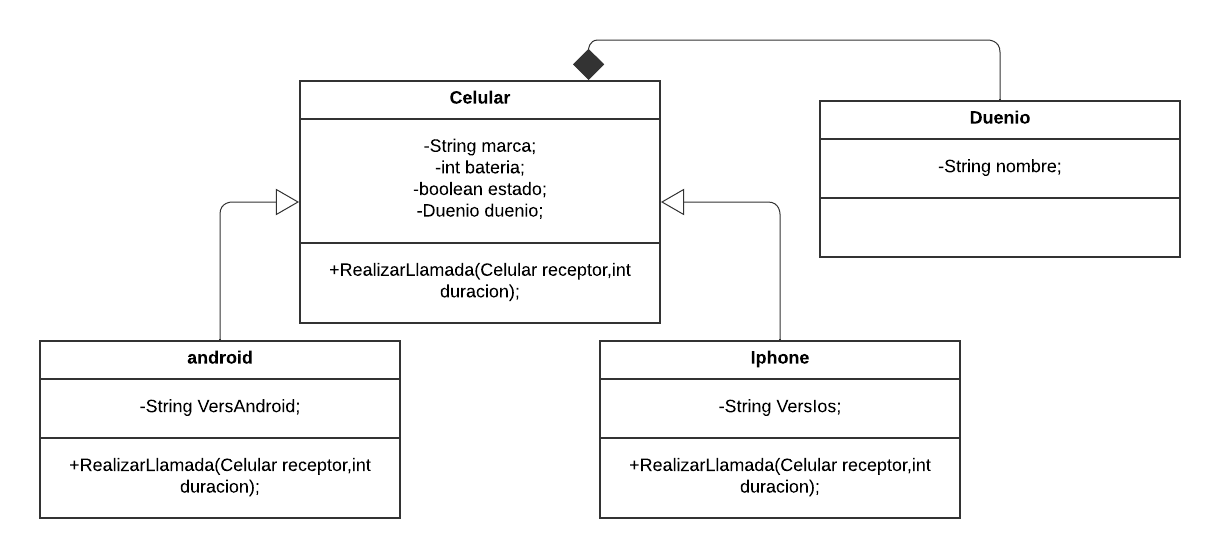 Celular
-String marca;
-int bateria;
-boolean estado;
-Duenio duenio;
+RealizarLlamada(Celular receptor,int
duracion);
Duenio
-String nombre;
android
-String VersAndroid;
+RealizarLlamada(Celular receptor,int
duracion);
Iphone
-String VersIos;
+RealizarLlamada(Celular receptor,int
duracion);